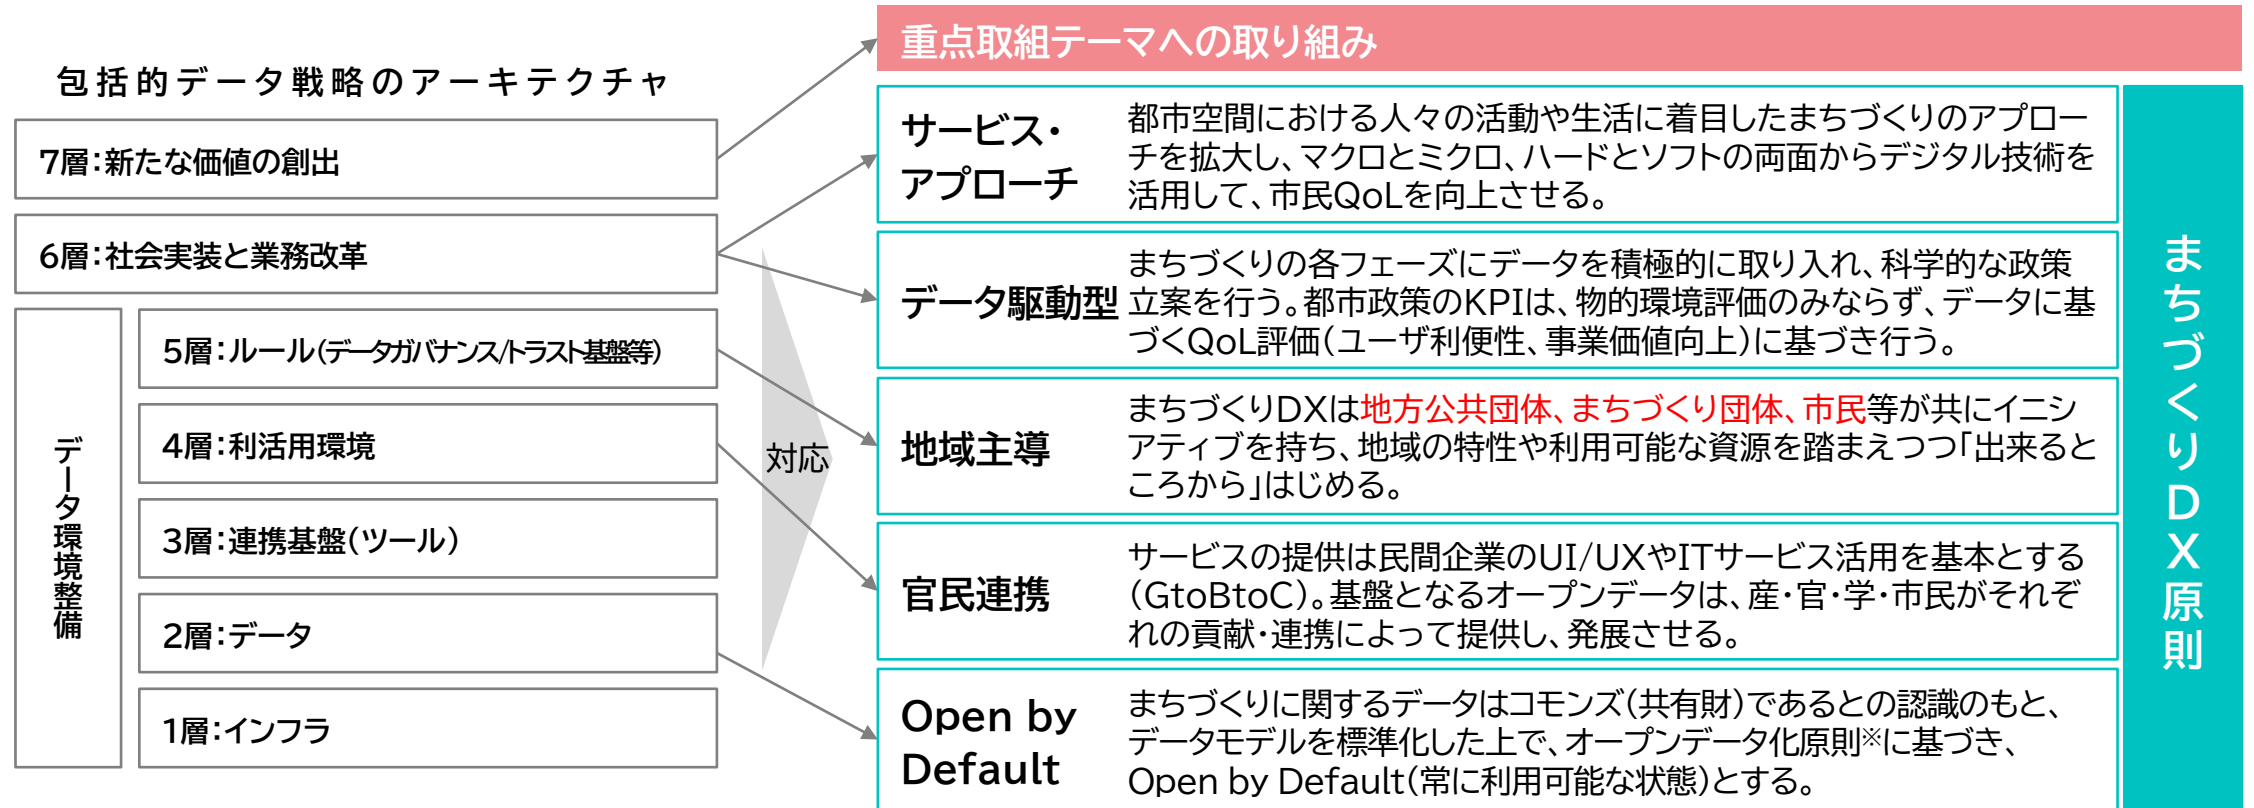 包括的データ戦略のアーキテクチャ
7層：新たな価値の創出
6層：社会実装と業務改革
データ環境整備
5層：ルール（データガバナンス/トラスト基盤等）
4層：利活用環境
3層：連携基盤（ツール）
2層：データ
1層：インフラ
対応
重点取組テーマへの取り組み
サービス・
アプローチ
都市空間における人々の活動や生活に着目したまちづくりのアプロー
チを拡大し、マクロとミクロ、ハードとソフトの両面からデジタル技術を
活用して、市民QoLを向上させる。
データ駆動型
まちづくりの各フェーズにデータを積極的に取り入れ、科学的な政策
立案を行う。都市政策のKPIは、物的環境評価のみならず、データに基
づくQoL評価（ユーザ利便性、事業価値向上）に基づき行う。
地域主導
まちづくりDXは地方公共団体、まちづくり団体、市民等が共にイニシ
アティブを持ち、地域の特性や利用可能な資源を踏まえつつ「出来ると
ころから」はじめる。
官民連携
サービスの提供は民間企業のUI/UXやITサービス活用を基本とする
（GtoBtoC）。基盤となるオープンデータは、産・官・学・市民がそれぞ
れの貢献・連携によって提供し、発展させる。
Open by
Default
まちづくりに関するデータはコモンズ（共有財）であるとの認識のもと、
データモデルを標準化した上で、オープンデータ化原則※に基づき、
Open by Default（常に利用可能な状態）とする。
まちづくりDX原則